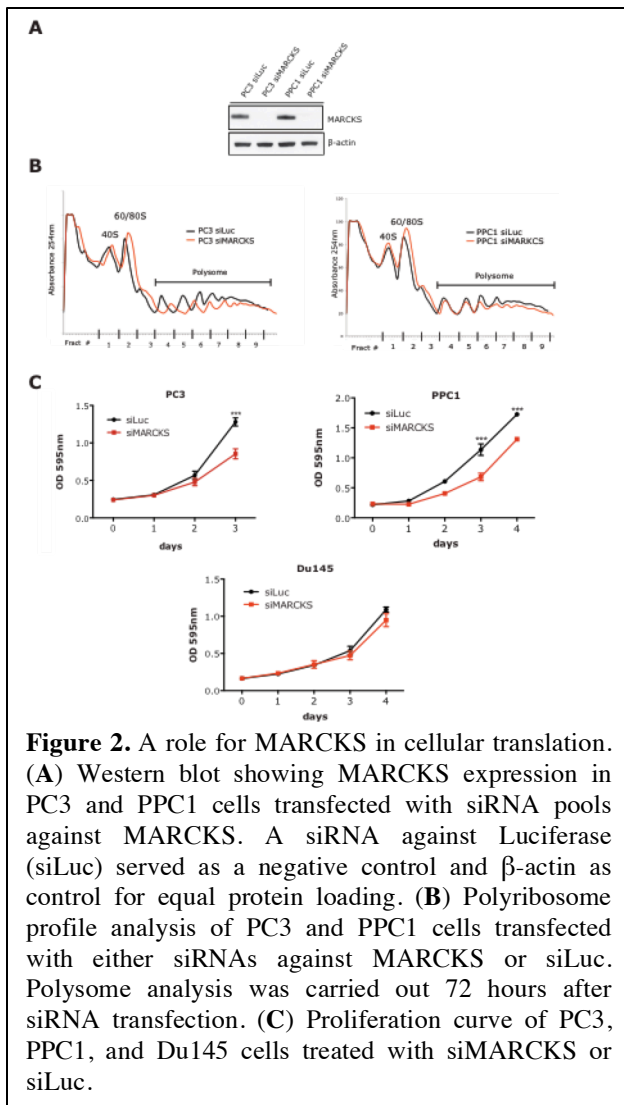 A
PC3 siLuc
PC3 siMARCKS
PPC1 siLuc
PPC1 siMARCKS
MARCKS
β-actin
B
60/80S
40S
PC3 siLuc
PC3 siMARCKS
Polysome
Absorbance 254nm
Fract # 1 2 3 4 5 6 7 8 9
60/80S
40S
PPC1 siLuc
PPC1 siMARKCS
Polysome
Absorbance 254nm
120
100
80
60
40
20
0
Fract # 1 2 3 4 5 6 7 8 9
C
PC3
siLuc
siMARCKS
***
OD 595nm
1.5
1.0
0.5
0.0
0 1 2 3
days
PPC1
siLuc
siMARCKS
*** ***
OD 595nm
2.0
1.5
1.0
0.5
0.0
0 1 2 3 4
days
Du145
siLuc
siMARCKS
OD 595nm
1.5
1.0
0.5
0.0
0 1 2 3 4
days
Figure 2. A role for MARCKS in cellular translation.
(A) Western blot showing MARCKS expression in
PC3 and PPC1 cells transfected with siRNA pools
against MARCKS. A siRNA against Luciferase
(siLuc) served as a negative control and β-actin as
control for equal protein loading. (B) Polyribosome
profile analysis of PC3 and PPC1 cells transfected
with either siRNAs against MARCKS or siLuc.
Polysome analysis was carried out 72 hours after
siRNA transfection. (C) Proliferation curve of PC3,
PPC1, and Du145 cells treated with siMARCKS or
siLuc.